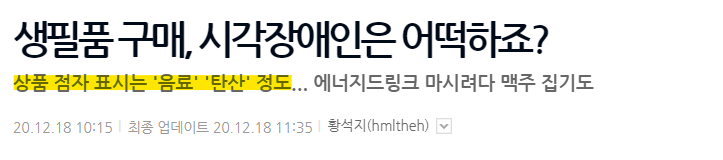 생필품 구매, 시각장애인은 어떡하죠?
상품 점자 표시는 '음료' '탄산' 정도... 에너지드링크 마시려다 맥주 집기도
20.12.18 10:15 최종 업데이트 20.12.18 11:35 황석지(hmltheh)